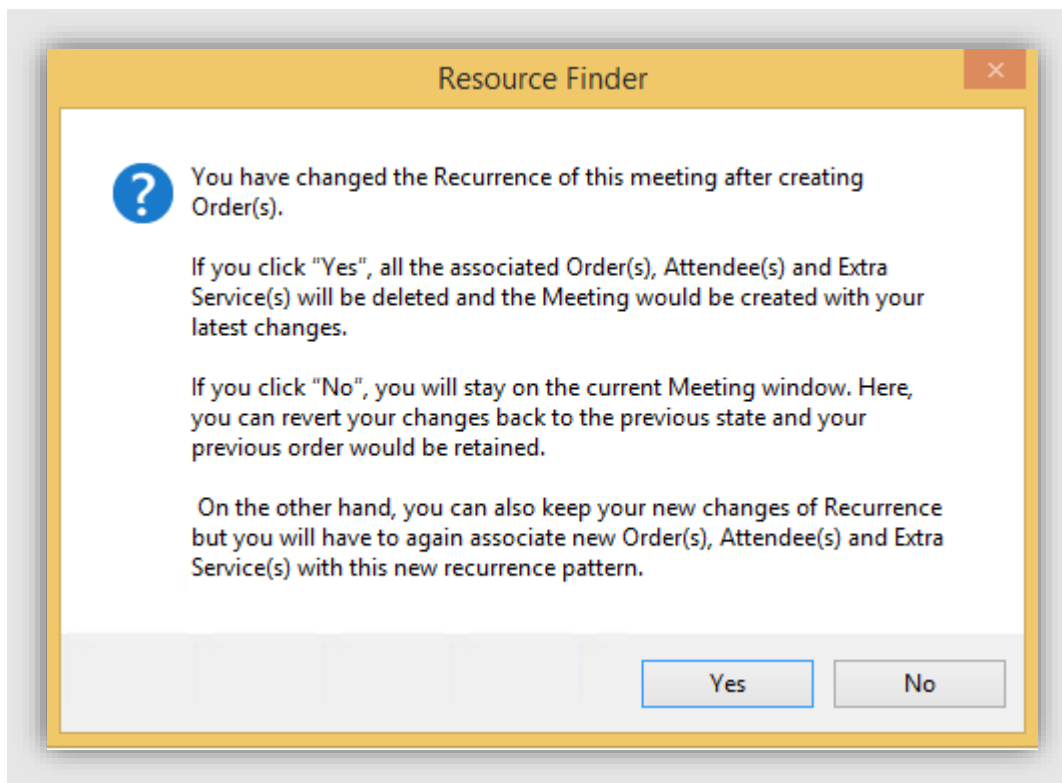 Resource Finder
×
?
You have changed the Recurrence of this meeting after creating
Order(s).
If you click “Yes”, all the associated Order(s), Attendee(s) and Extra
Service(s) will be deleted and the Meeting would be created with your
latest changes.
If you click “No”, you will stay on the current Meeting window. Here,
you can revert your changes back to the previous state and your
previous order would be retained.
On the other hand, you can also keep your new changes of Recurrence
but you will have to again associate new Order(s), Attendee(s) and Extra
Service(s) with this new recurrence pattern.
Yes No